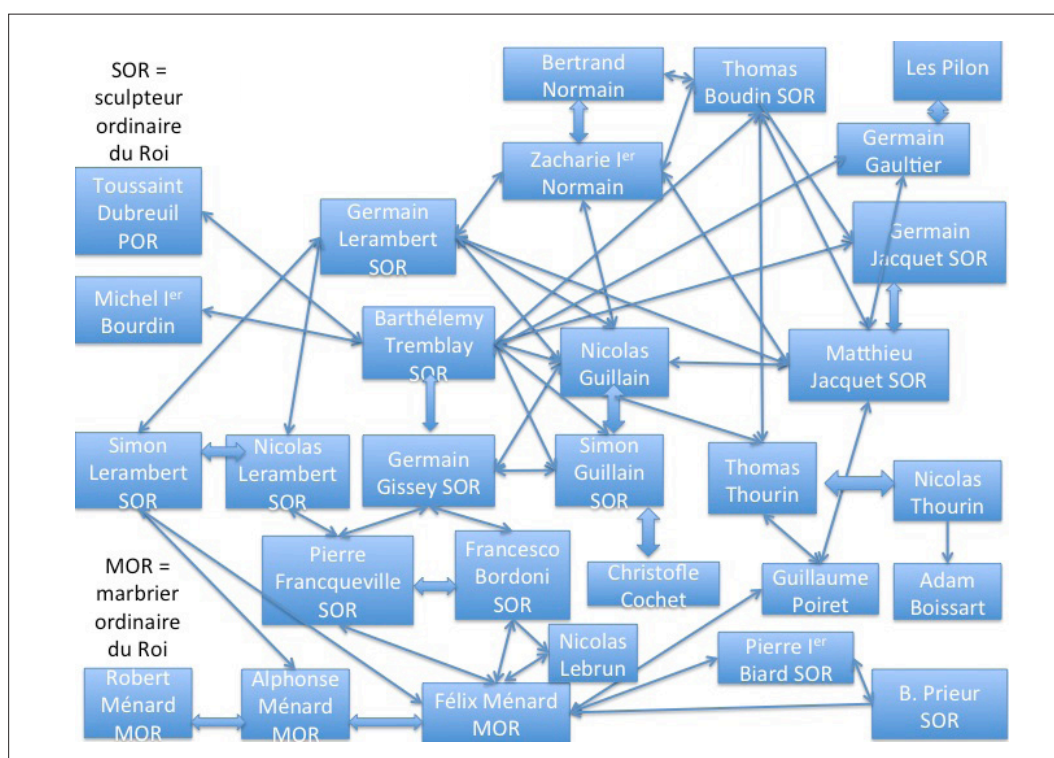 SOR =
sculpteur
ordinaire
du Roi
Bertrand
Normain
Thomas
Boudin SOR
Les Pilon
Germain
Gaultier
Zacharie Ier
Normain
Toussaint
Dubreuil
POR
Germain
Lerambert
SOR
Germain
Jacquet SOR
Michel Ier
Bourdin
Barthélemy
Tremblay
SOR
Nicolas
Guillain
Matthieu
Jacquet SOR
Simon
Lerambert
SOR
Nicolas
Lerambert
SOR
Germain
Gissey SOR
Simon
Guillain
SOR
Thomas
Thourin
Nicolas
Thourin
Pierre
Francqueville
SOR
Francesco
Bordoni
SOR
Christofle
Cochet
Guillaume
Poiret
Adam
Boissart
MOR =
marbrier
ordinaire
du Roi
Nicolas
Lebrun
Pierre Ier
Biard SOR
Robert
Ménard
MOR
Alphonse
Ménard
MOR
Félix Ménard
MOR
B. Prieur
SOR